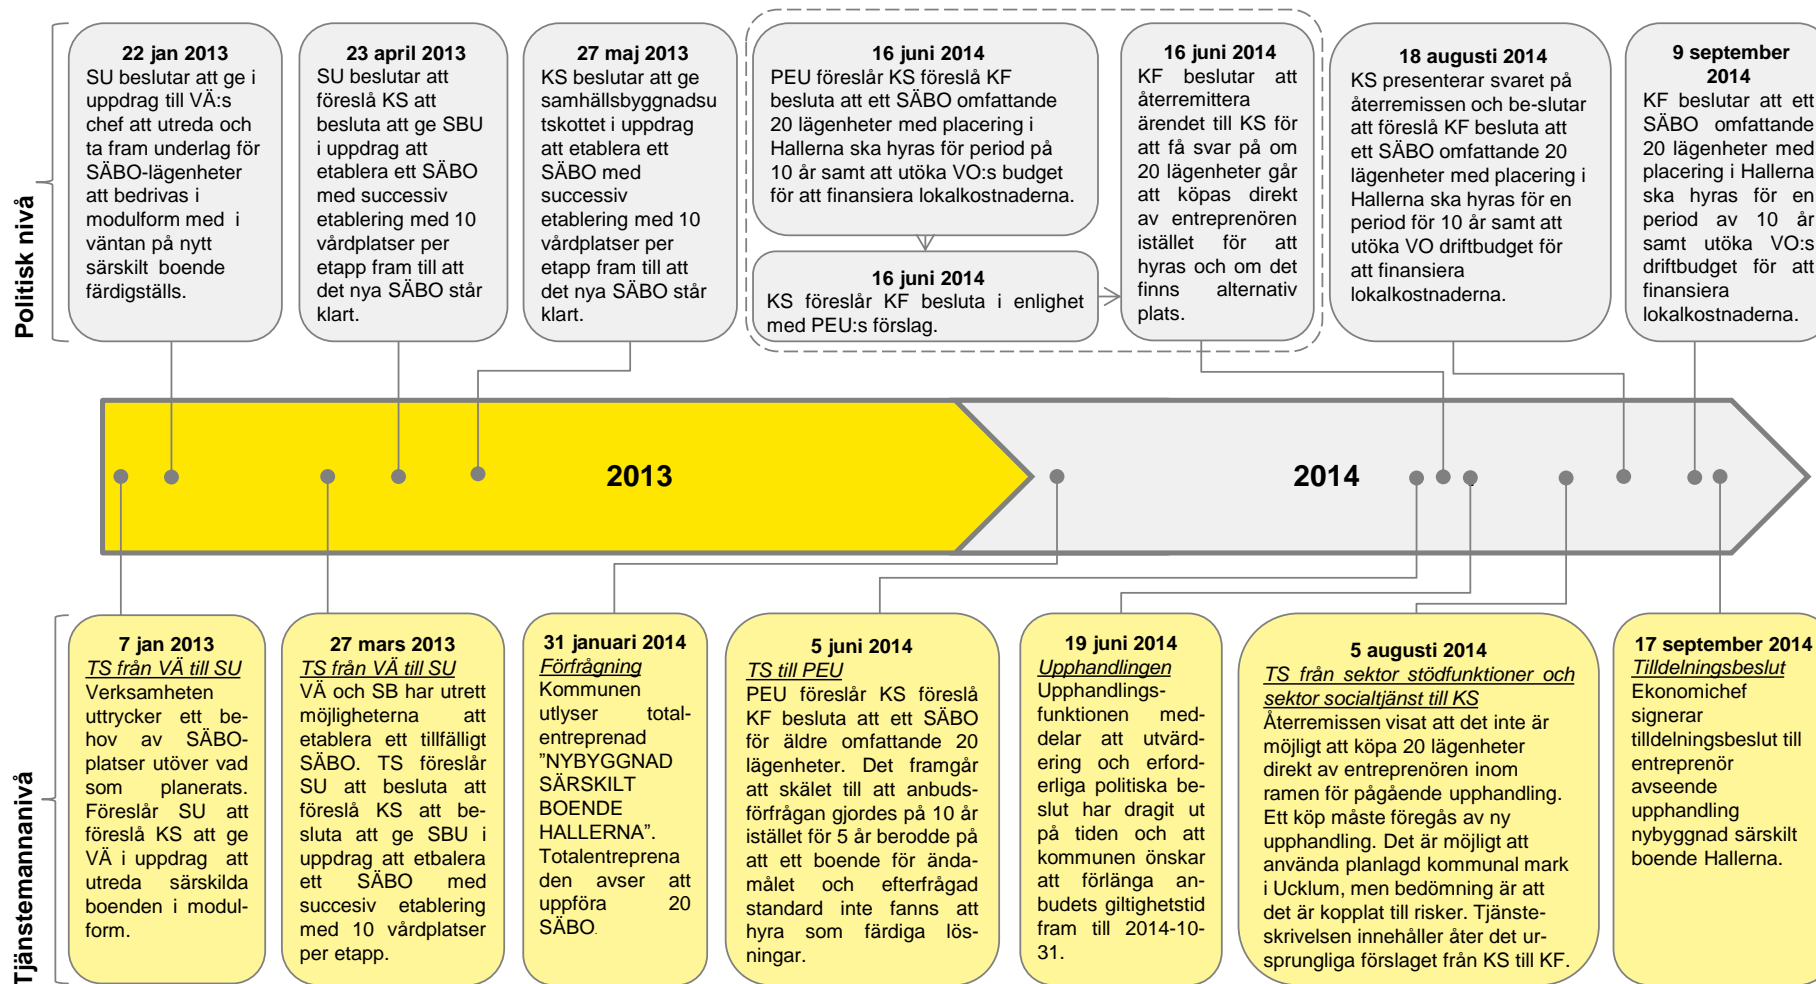 Politisk nivå
22 jan 2013
SU beslutar att ge i
uppdrag till VÄ:s
chef att utreda och
ta fram underlag för
SÄBO-lägenheter
att bedrivas i
modulform med i
väntan på nytt
särskilt boende
färdigställs.
23 april 2013
SU beslutar att
föreslå KS att
besluta att ge SBU
i uppdrag att
etablera ett SÄBO
med successiv
etablering med 10
vårdplatser per
etapp fram till att
det nya SÄBO står
klart.
27 maj 2013
KS beslutar att ge
samhällsbyggnadsu
tskottet i uppdrag
att etablera ett
SÄBO med
successiv
etablering med 10
vårdplatser per
etapp fram till att
det nya SÄBO står
klart.
16 juni 2014
PEU föreslår KS föreslå KF
besluta att ett SÄBO omfattande
20 lägenheter med placering i
Hallerna ska hyras för period på
10 år samt att utöka VO:s budget
för att finansiera lokalkostnaderna.
16 juni 2014
KS föreslår KF besluta i enlighet
med PEU:s förslag.
16 juni 2014
KF beslutar att
återremittera
ärendet till KS för
att få svar på om
20 lägenheter går
att köpas direkt
av entreprenören
istället för att
hyras och om det
finns alternativ
plats.
18 augusti 2014
KS presenterar svaret på
återremissen och be-slutar
att föreslå KF besluta att
ett SÄBO omfattande 20
lägenheter med placering i
Hallerna ska hyras för en
period för 10 år samt att
utöka VO driftbudget för
att finansiera
lokalkostnaderna.
9 september
2014
KF beslutar att ett
SÄBO omfattande
20 lägenheter med
placering i Hallerna
ska hyras för en
period av 10 år
samt utöka VO:s
driftbudget för att
finansiera
lokalkostnaderna.
2013
2014
Tjänstemannanivå
7 jan 2013
TS från VÄ till SU
Verksamheten
uttrycker ett be-
hov av SÄBO-
platser utöver vad
som planerats.
Föreslår SU att
föreslå KS att ge
VÄ i uppdrag att
utreda särskilda
boenden i modul-
form.
27 mars 2013
TS från VÄ till SU
VÄ och SB har utrett
möjligheterna att
etablera ett tillfälligt
SÄBO. TS föreslår
SU att besluta att
föreslå KS att be-
sluta att ge SBU i
uppdrag att etbalera
ett SÄBO med
succesiv etablering
med 10 vårdplatser
per etapp.
31 januari 2014
Förfrågning
Kommunen
utlyser total-
entreprenad
”NYBYGGNAD
SÄRSKILT
BOENDE
HALLERNA”.
Totalentreprena
den avser att
uppföra 20
SÄBO.
5 juni 2014
TS till PEU
PEU föreslår KS föreslå
KF besluta att ett SÄBO
för äldre omfattande 20
lägenheter. Det framgår
att skälet till att anbuds-
förfrågan gjordes på 10 år
istället för 5 år berodde på
att ett boende för ända-
målet och efterfrågad
standard inte fanns att
hyra som färdiga lös-
ningar.
19 juni 2014
Upphandlingen
Upphandlings-
funktionen med-
delar att utvärd-
ering och erford-
erliga politiska be-
slut har dragit ut
på tiden och att
kommunen önskar
att förlänga an-
budets giltighetstid
fram till 2014-10-
31.
5 augusti 2014
TS från sektor stödfunktioner och
sektor socialtjänst till KS
Återremissen visat att det inte är
möjligt att köpa 20 lägenheter
direkt av entreprenören inom
ramen för pågående upphandling.
Ett köp måste föregås av ny
upphandling. Det är möjligt att
använda planlagd kommunal mark
i Ucklum, men bedömning är att
det är kopplat till risker. Tjänste-
skrivelsen innehåller åter det ur-
sprungliga förslaget från KS till KF.
17 september 2014
Tilldelningsbeslut
Ekonomichef
signerar
tilldelningsbeslut till
entreprenör
avseende
upphandling
nybyggnad särskilt
boende Hallerna.